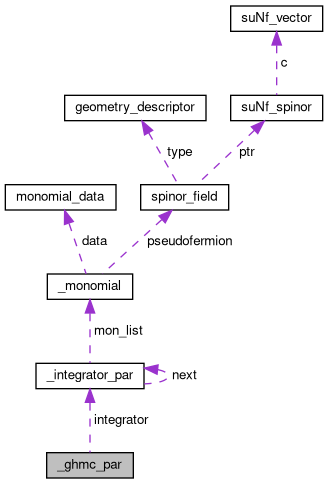 suNf_vector
c
geometry_descriptor
suNf_spinor
type
ptr
monomial_data
spinor_field
data
pseudofermion
_monomial
mon_list
_integrator_par
next
integrator
_ghmc_par